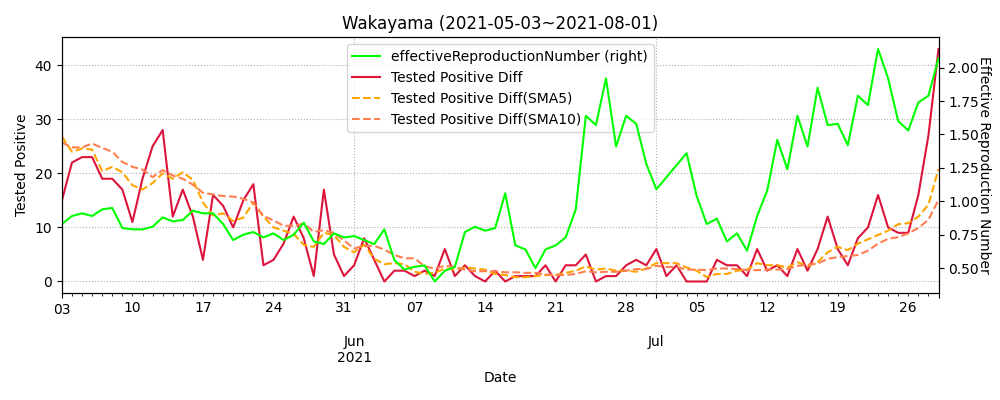 Wakayama (2021-05-03~2021-08-01)
effectiveReproductionNumber (right)
Tested Positive Diff
Tested Positive Diff(SMA5)
Tested Positive Diff(SMA10)
Tested Positive
40
30
20
10
0
2.00
1.75
1.50
1.25
1.00
0.75
0.50
Effective Reproduction Number
03 10 17 24 31 07 14 21 28 05 12 19 26
Jun Jul
2021
Date